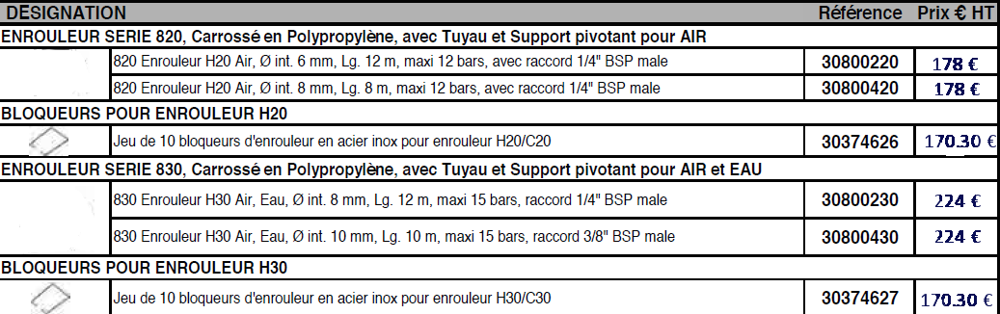 DESIGNATION Référence Prix € HT
ENROULEUR SERIE 820, Carrossé en Polypropylène, avec Tuyau et Support pivotant pour AIR
820 Enrouleur H20 Air, Ø int. 6 mm, Lg. 12 m, maxi 12 bars, avec raccord 1/4" BSP male 30800220 178 €
820 Enrouleur H20 Air, Ø int. 8 mm, Lg. 8 m, maxi 12 bars, avec raccord 1/4" BSP male 30800420 178 €
BLOQUEURS POUR ENROULEUR H20
Jeu de 10 bloqueurs d'enrouleur en acier inox pour enrouleur H20/C20 30374626 170.30 €
ENROULEUR SERIE 830, Carrossé en Polypropylène, avec Tuyau et Support pivotant pour AIR et EAU
830 Enrouleur H30 Air, Eau, Ø int. 8 mm, Lg. 12 m, maxi 15 bars, raccord 1/4" BSP male 30800230 224 €
830 Enrouleur H30 Air, Eau, Ø int. 10 mm, Lg. 10 m, maxi 15 bars, raccord 3/8" BSP male 30800430 224 €
BLOQUEURS POUR ENROULEUR H30
Jeu de 10 bloqueurs d'enrouleur en acier inox pour enrouleur H30/C30 30374627 170.30 €